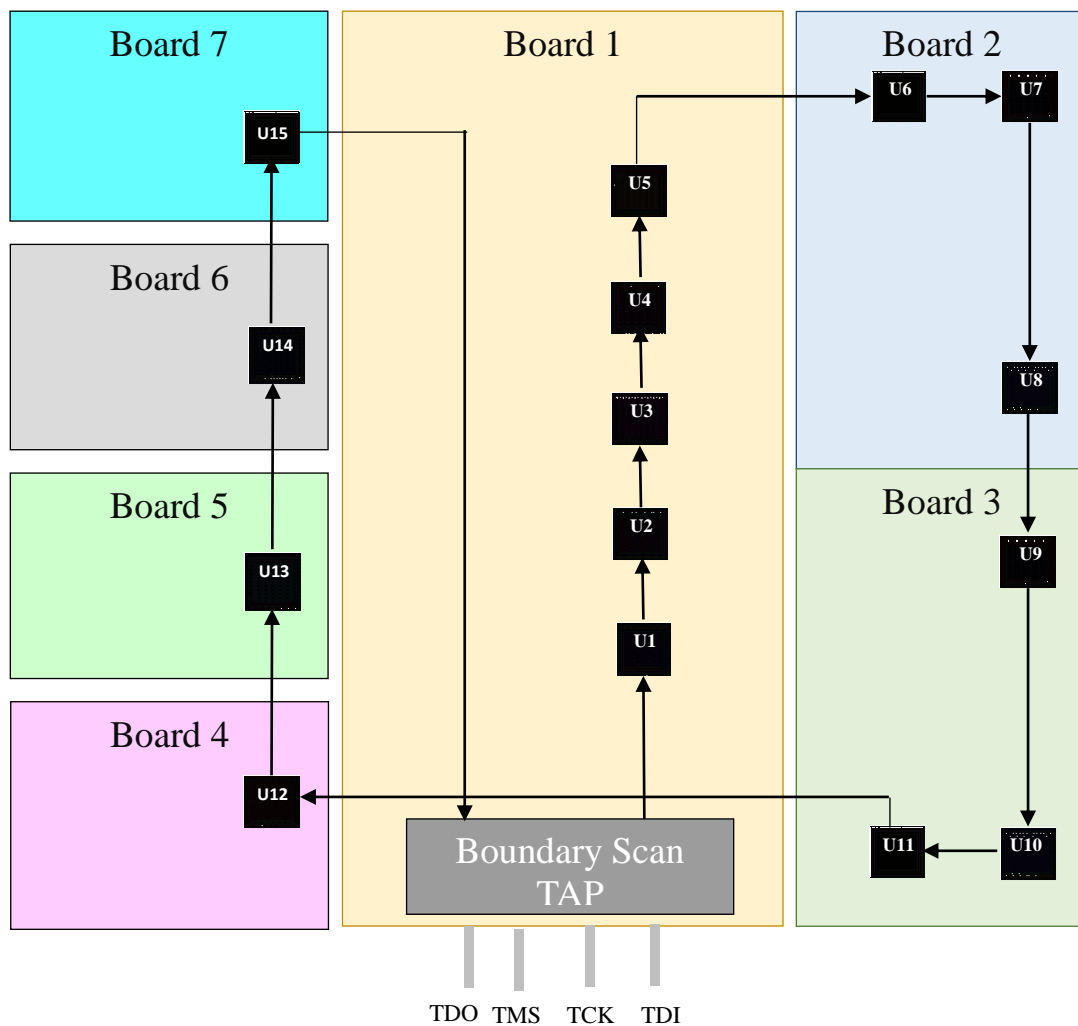 Board 7
Board 1
Board 2
U15
U6
U7
U5
Board 6
U14
U4
U8
U3
Board 5
Board 3
U13
U2
U9
U1
Board 4
U12
Boundary Scan
TAP
U11
U10
TDO TMS TCK TDI